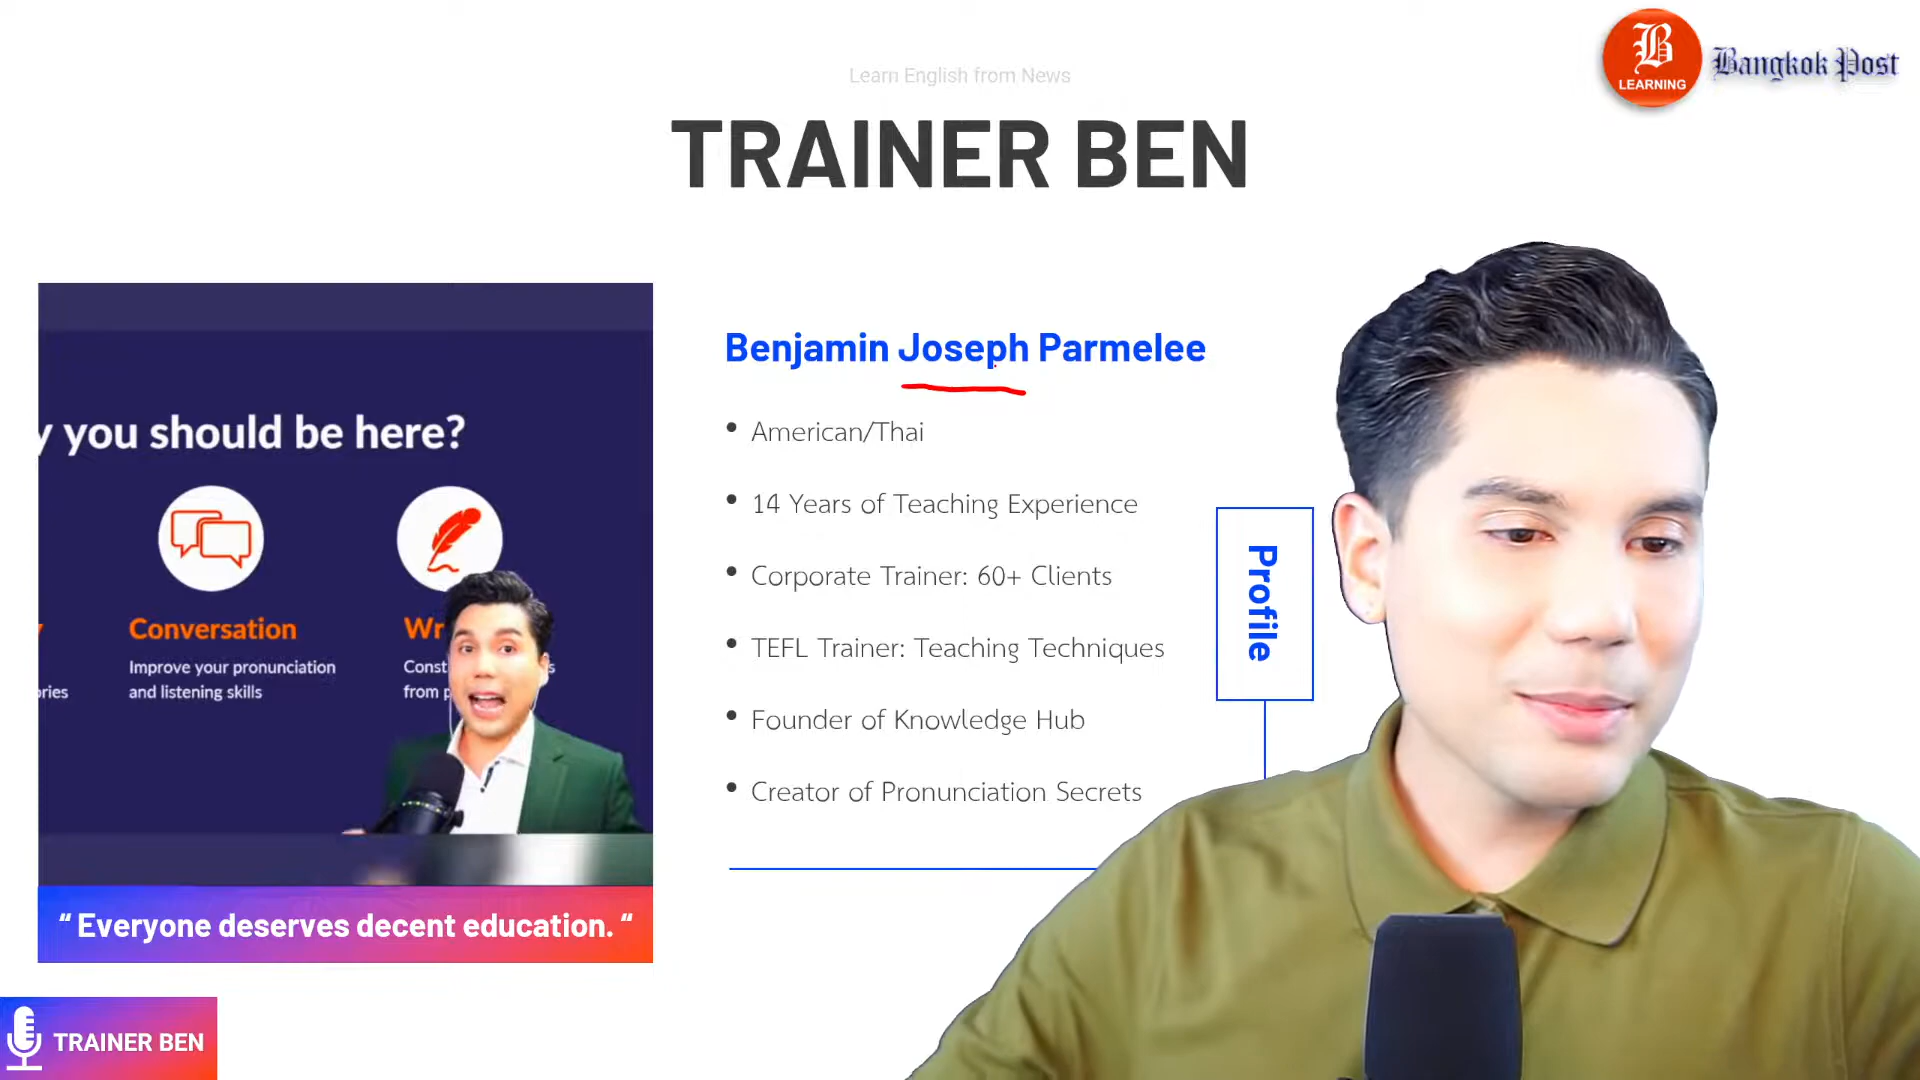 Learn English from News
TRAINER BEN
B
LEARNING
Bangkok Post
y you should be here?
Conversation
Improve your pronunciation
and listening skills
Wr
Const
from p
s
ories
Benjamin Joseph Parmelee
• American/Thai
• 14 Years of Teaching Experience
• Corporate Trainer: 60+ Clients
• TEFL Trainer: Teaching Techniques
• Founder of Knowledge Hub
• Creator of Pronunciation Secrets
Profile
“ Everyone deserves decent education. “
TRAINER BEN